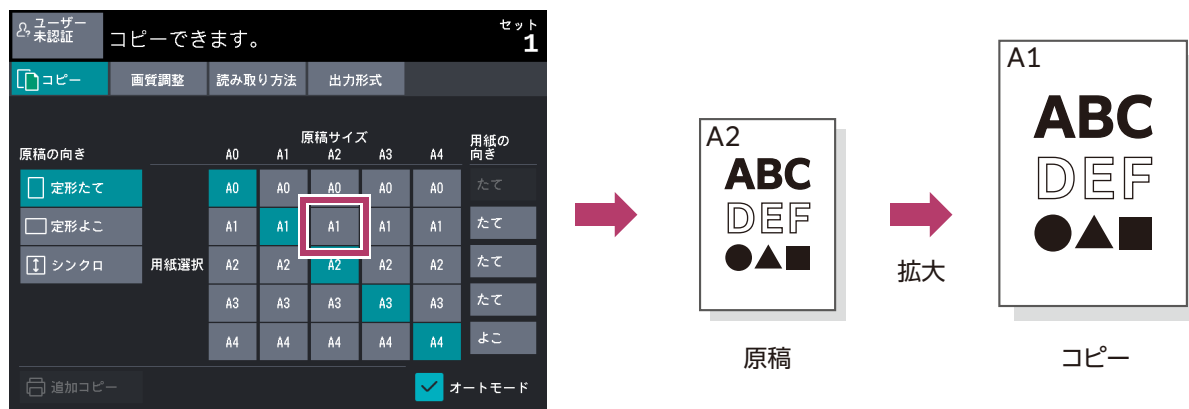 ユーザー
未認証
コピーできます。
セット
1
コピー
画質調整
読み取り方法
出力形式
原稿サイズ
用紙の
向き
原稿の向き
A0 A1 A2 A3 A4
定形たて
A0 A0 A0 A0 A0
たて
定形よこ
A1 A1 A1 A1 A1
たて
シンクロ
用紙選択
A2 A2 A2 A2 A2
たて
A3 A3 A3 A3 A3
たて
A4 A4 A4 A4 A4
よこ
追加コピー
オートモード
A2
ABC
DEF
原稿
拡大
A1
ABC
DEF
コピー